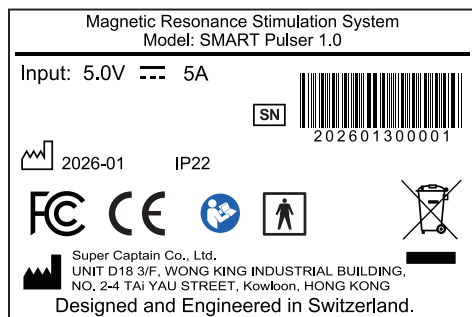 Magnetic Resonance Stimulation System
Model: SMART Pulser 1.0
Input: 5.0V 5A
SN
202601300001
2026-01 IP22
FC CE
Super Captain Co., Ltd.
UNIT D18 3/F, WONG KING INDUSTRIAL BUILDING,
NO. 2-4 TAi YAU STREET, Kowloon, HONG KONG
Designed and Engineered in Switzerland.